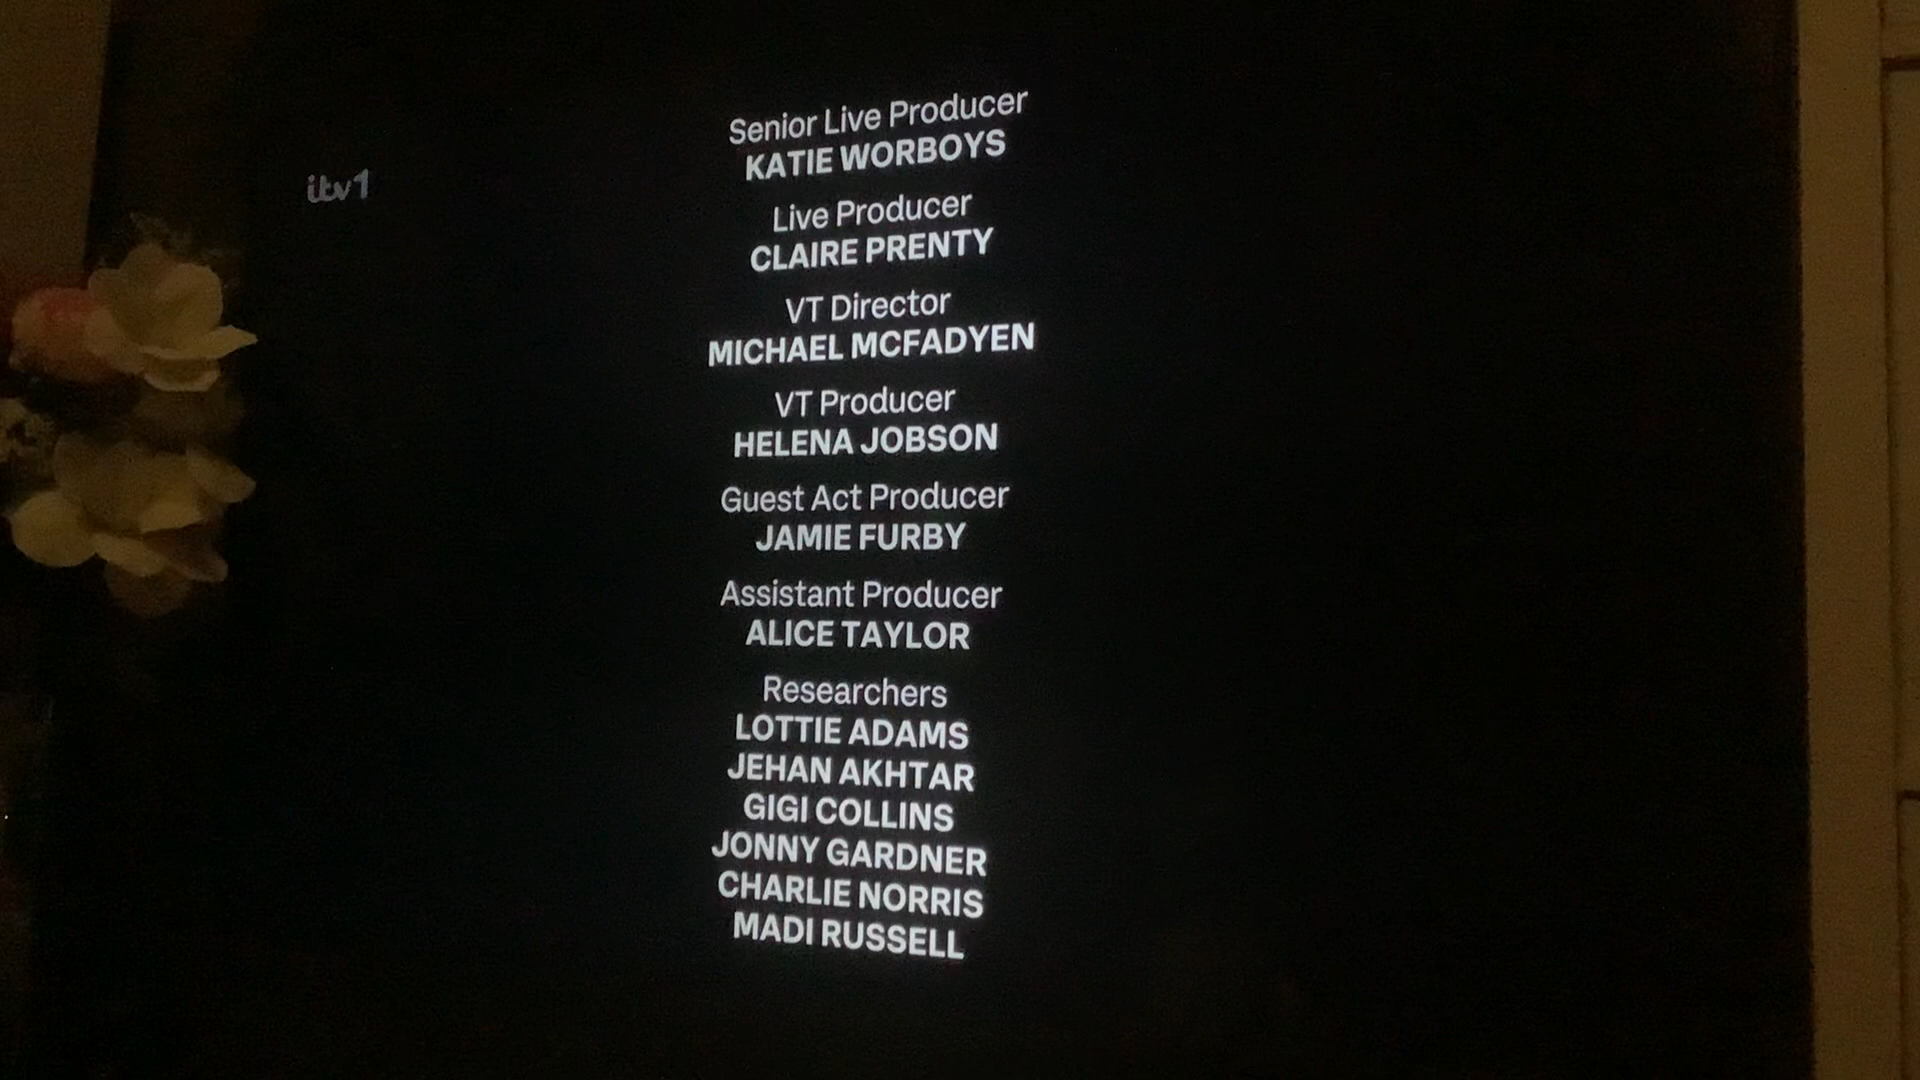 itv1
Senior Live Producer
KATIE WORBOYS
Live Producer
CLAIRE PRENTY
VT Director
MICHAEL MCFADYEN
VT Producer
HELENA JOBSON
Guest Act Producer
JAMIE FURBY
Assistant Producer
ALICE TAYLOR
Researchers
LOTTIE ADAMS
JEHAN AKHTAR
GIGI COLLINS
JONNY GARDNER
CHARLIE NORRIS
MADI RUSSELL